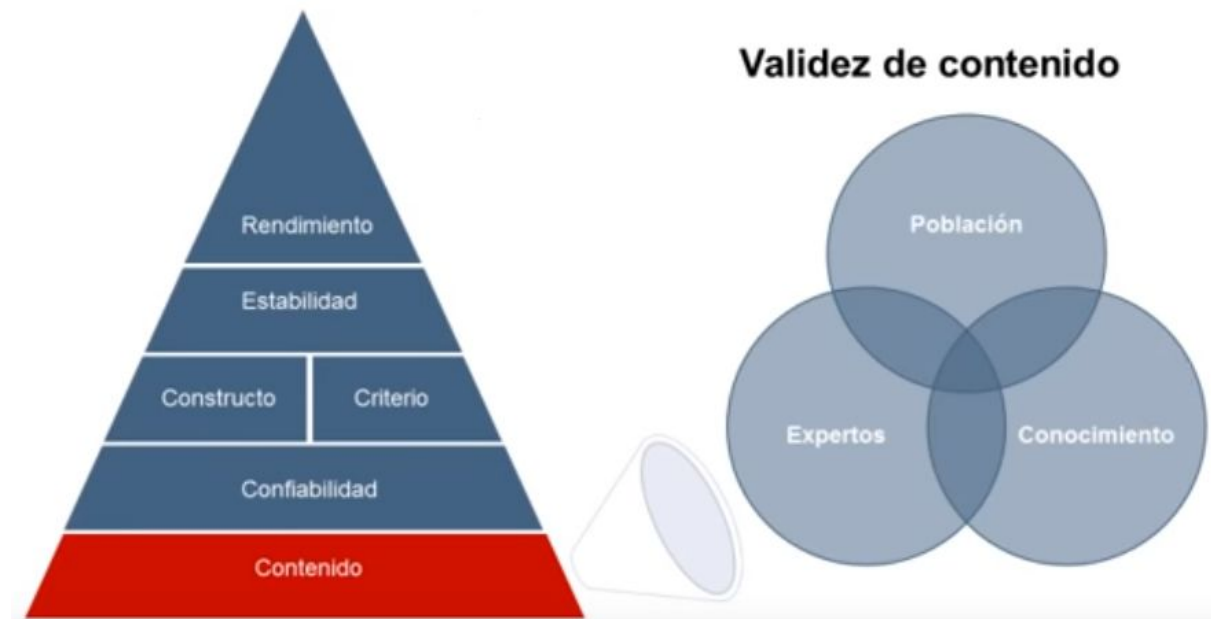 Rendimiento
Estabilidad
Constructo
Criterio
Confiabilidad
Contenido
Validez de contenido
Población
Expertos
Conocimiento